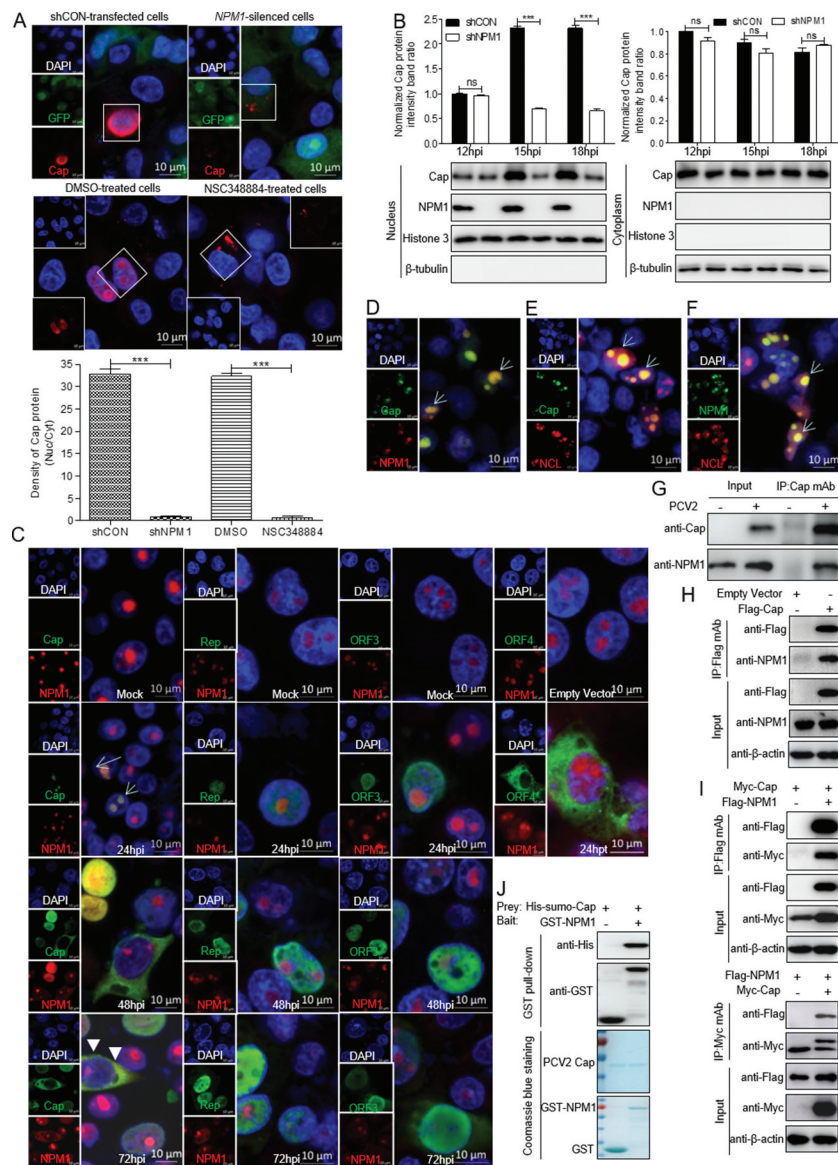 A
shCON-transfected cells
NPM1-silenced cells
DAPI
DAPI
GFP
GFP
Cap
10 μm
Cap
10 μm
DMSO-treated cells
NSC348884-treated cells
10 μm
10 μm
Density of Cap protein
(Nuc/Cyt)
35
30
25
20
15
10
5
0
***
***
shCON
shNPM1
DMSO
NSC348884
B
Normalized Cap protein
intensity band ratio
2.5
2.0
1.5
1.0
0.5
0.0
shCON
shNPM1
ns
***
***
12hpi
15hpi
18hpi
Nucleus
Cap
NPM1
Histone 3
β-tubulin
Normalized Cap protein
intensity band ratio
1.0
0.8
0.6
0.4
0.2
0.0
shCON
shNPM1
ns
ns
ns
12hpi
15hpi
18hpi
Cytoplasm
Cap
NPM1
Histone 3
β-tubulin
D
DAPI
Cap
NPM1
10 μm
E
DAPI
Cap
NCL
10 μm
F
DAPI
NPM1
NCL
10 μm
G
Input
IP:Cap mAb
PCV2
-
+
-
+
anti-Cap
anti-NPM1
H
Empty Vector
+
-
Flag-Cap
-
+
IP:Flag mAb
anti-Flag
anti-NPM1
Input
anti-Flag
anti-NPM1
anti-β-actin
I
Myc-Cap
+
+
Flag-NPM1
-
+
IP:Flag mAb
anti-Flag
anti-Myc
Input
anti-Flag
anti-Myc
anti-β-actin
Flag-NPM1
+
+
Myc-Cap
-
+
IP:Myc mAb
anti-Flag
anti-Myc
Input
anti-Flag
anti-Myc
anti-β-actin
J
Prey: His-sumo-Cap
+
+
Bait: GST-NPM1
-
+
GST pull-down
anti-His
anti-GST
Coomassie blue staining
PCV2 Cap
GST-NPM1
GST
C
DAPI
Cap
NPM1
Mock
10 μm
DAPI
Rep
NPM1
Mock
10 μm
DAPI
ORF3
NPM1
Mock
10 μm
DAPI
ORF4
NPM1
Empty Vector
10 μm
DAPI
Cap
NPM1
24hpi
10 μm
DAPI
Rep
NPM1
24hpi
10 μm
DAPI
ORF3
NPM1
24hpi
10 μm
DAPI
ORF4
NPM1
24hpt
10 μm
DAPI
Cap
NPM1
48hpi
10 μm
DAPI
Rep
NPM1
48hpi
10 μm
DAPI
ORF3
NPM1
48hpi
10 μm
DAPI
Cap
NPM1
72hpi
10 μm
DAPI
Rep
NPM1
72hpi
10 μm
DAPI
ORF3
NPM1
72hpi
10 μm